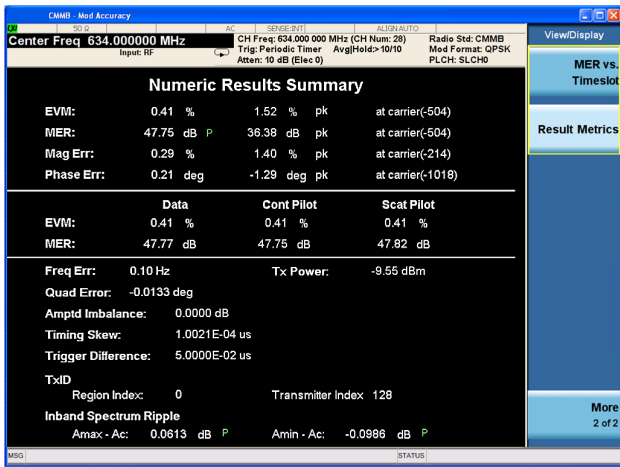 CMMB - Mod Accuracy
50 Ω AC SENSE:INT ALIGN AUTO
Center Freq 634.000000 MHz
Input: RF
CH Freq: 634.000 000 MHz (CH Num: 28) Radio Std: CMMB
Trig: Periodic Timer Avg|Hold:> 10/10 Mod Format: QPSK
Atten: 10 dB (Elec 0) PLCH: SLCH0
View/Display
MER vs.
Timeslot
Result Metrics
More
2 of 2
Numeric Results Summary
EVM: 0.41 % 1.52 % pk at carrier(-504)
MER: 47.75 dB P 36.38 dB pk at carrier(-504)
Mag Err: 0.29 % 1.40 % pk at carrier(-214)
Phase Err: 0.21 deg -1.29 deg pk at carrier(-1018)
Data Cont Pilot Scat Pilot
EVM: 0.41 % 0.41 % 0.41 %
MER: 47.77 dB 47.75 dB 47.82 dB
Freq Err: 0.10 Hz Tx Power: -9.55 dBm
Quad Error: -0.0133 deg
Amptd Imbalance: 0.0000 dB
Timing Skew: 1.0021E-04 us
Trigger Difference: 5.0000E-02 us
TxID
Region Index: 0 Transmitter Index 128
Inband Spectrum Ripple
Amax - Ac: 0.0613 dB P Amin - Ac: -0.0986 dB P
MSG STATUS